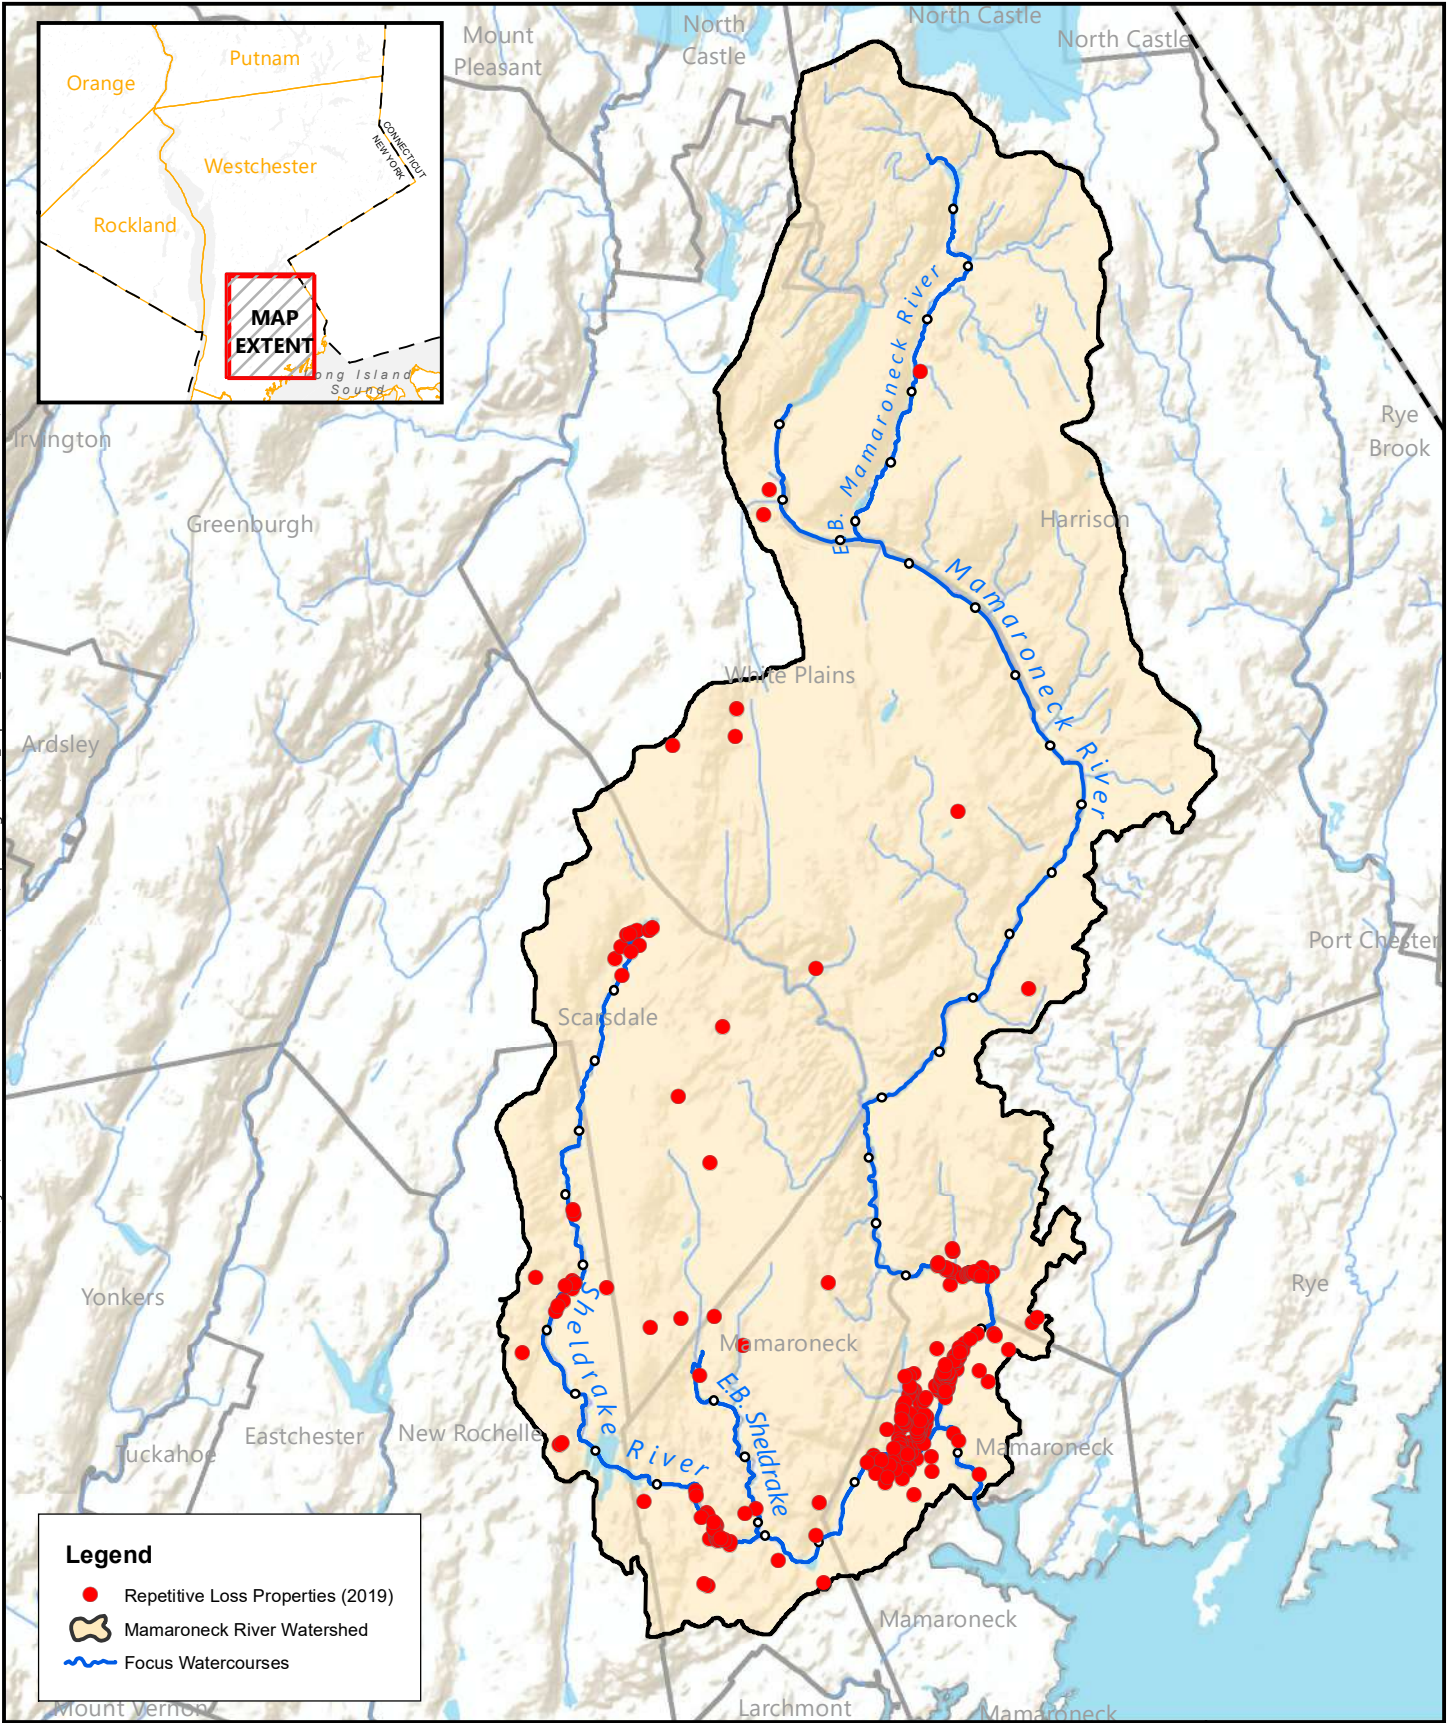 Orange
Putnam
Westchester
Rockland
CONNECTICUT
NEW YORK
MAP
EXTENT
ong Island
Sound
Mount
Pleasant
North
Castle
North Castle
North Castle
Irvington
Greenburgh
Ardsley
Rye
Brook
Harrison
E.B. Mamaroneck River
Mamaroneck River
White Plains
Port Chester
Scarsdale
Yonkers
Rye
Sheldrake River
Mamaroneck
E.B. Sheldrake
Tuckahoe
Eastchester
New Rochelle
Mamaroneck
Mamaroneck
Mount Vernon
Larchmont
Mamaroneck
Legend
Repetitive Loss Properties (2019)
Mamaroneck River Watershed
Focus Watercourses